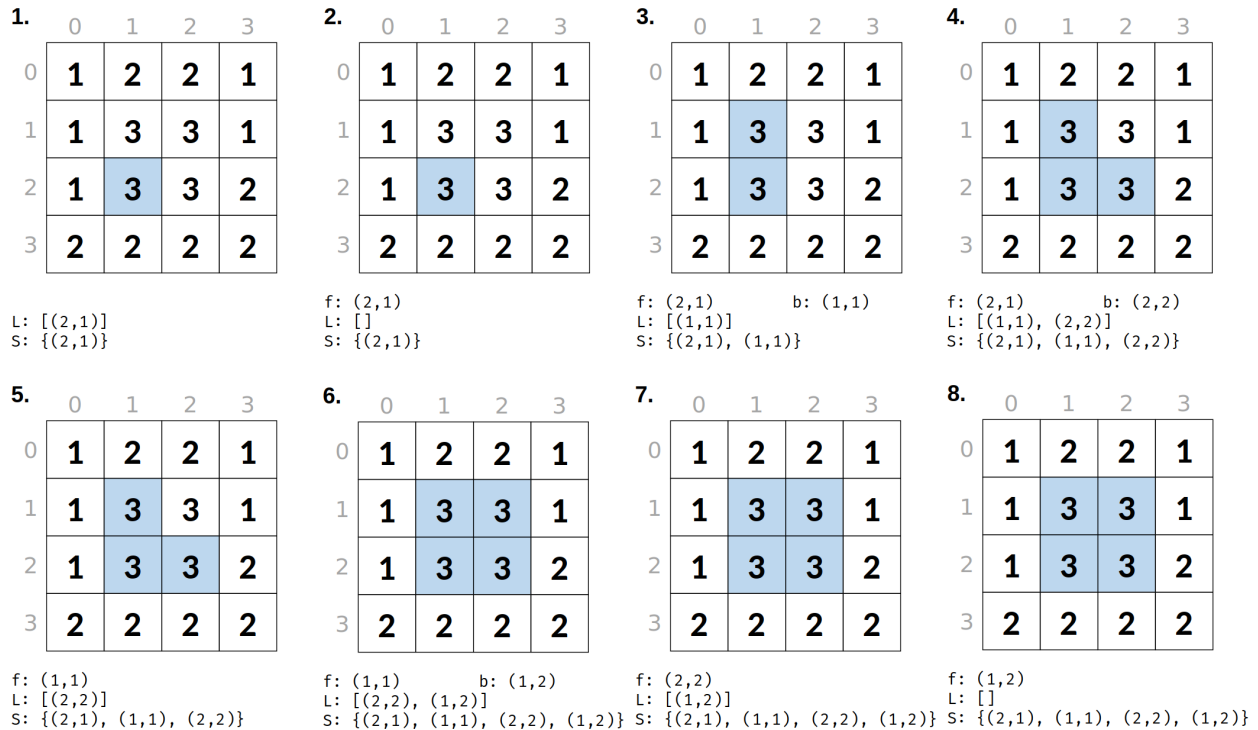 1.
0 1 2 3
0 1 2 2 1
1 1 3 3 1
2 1 3 3 2
3 2 2 2 2
L: [(2,1)]
S: {(2,1)}
2.
0 1 2 3
0 1 2 2 1
1 1 3 3 1
2 1 3 3 2
3 2 2 2 2
f: (2,1)
L: []
S: {(2,1)}
3.
0 1 2 3
0 1 2 2 1
1 1 3 3 1
2 1 3 3 2
3 2 2 2 2
f: (2,1) b: (1,1)
L: [(1,1)]
S: {(2,1), (1,1)}
4.
0 1 2 3
0 1 2 2 1
1 1 3 3 1
2 1 3 3 2
3 2 2 2 2
f: (2,1) b: (2,2)
L: [(1,1), (2,2)]
S: {(2,1), (1,1), (2,2)}
5.
0 1 2 3
0 1 2 2 1
1 1 3 3 1
2 1 3 3 2
3 2 2 2 2
f: (1,1)
L: [(2,2)]
S: {(2,1), (1,1), (2,2)}
6.
0 1 2 3
0 1 2 2 1
1 1 3 3 1
2 1 3 3 2
3 2 2 2 2
f: (1,1) b: (1,2)
L: [(2,2), (1,2)]
S: {(2,1), (1,1), (2,2), (1,2)}
7.
0 1 2 3
0 1 2 2 1
1 1 3 3 1
2 1 3 3 2
3 2 2 2 2
f: (2,2)
L: [(1,2)]
S: {(2,1), (1,1), (2,2), (1,2)}
8.
0 1 2 3
0 1 2 2 1
1 1 3 3 1
2 1 3 3 2
3 2 2 2 2
f: (1,2)
L: []
S: {(2,1), (1,1), (2,2), (1,2)}